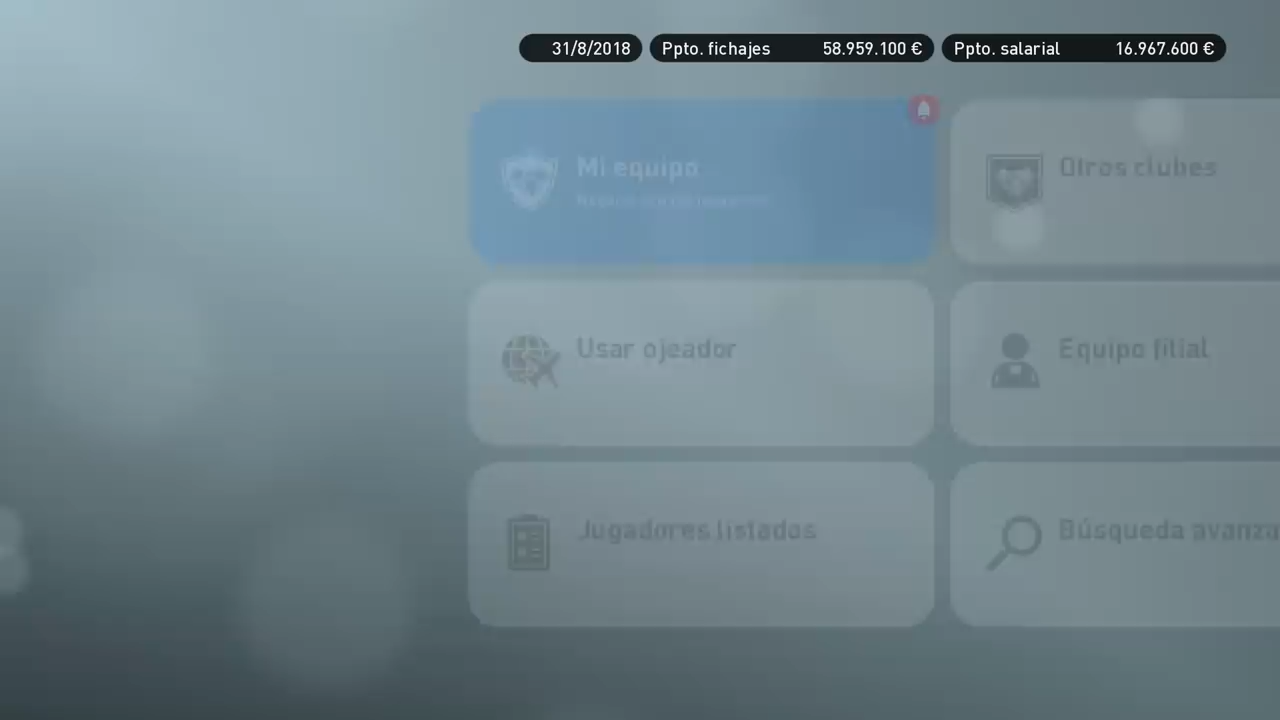 31/8/2018
Ppto. fichajes 58.959.100 €
Ppto. salarial 16.967.600 €
Mi equipo
Otros clubes
Usar ojeador
Equipo filial
Jugadores listados
Búsqueda avanza